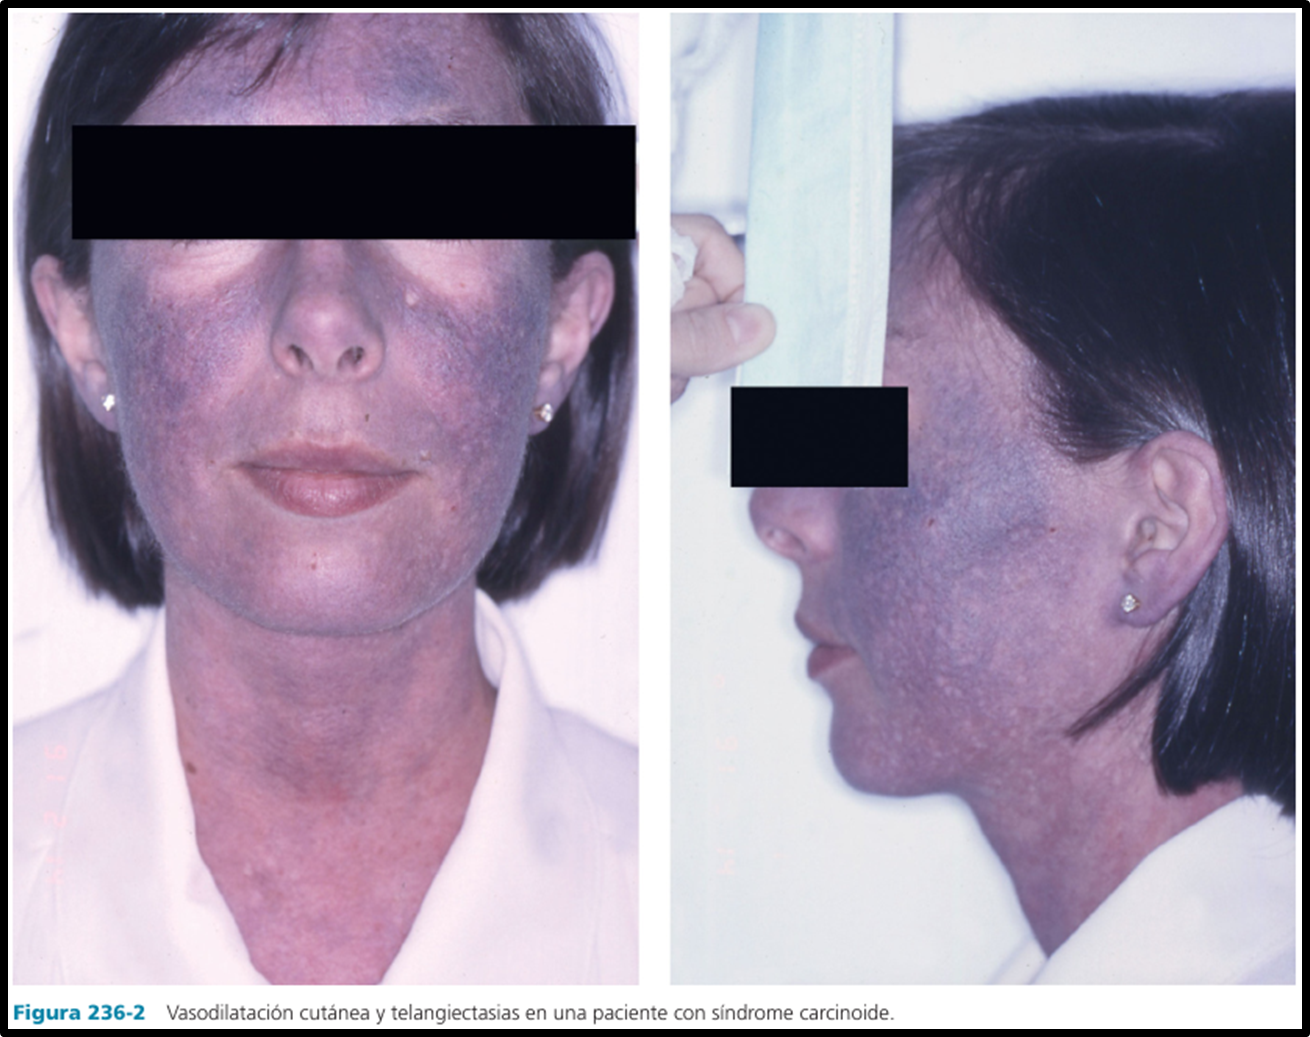 Figura 236-2 Vasodilatación cutánea y telangiectasias en una paciente con síndrome carcinoide.